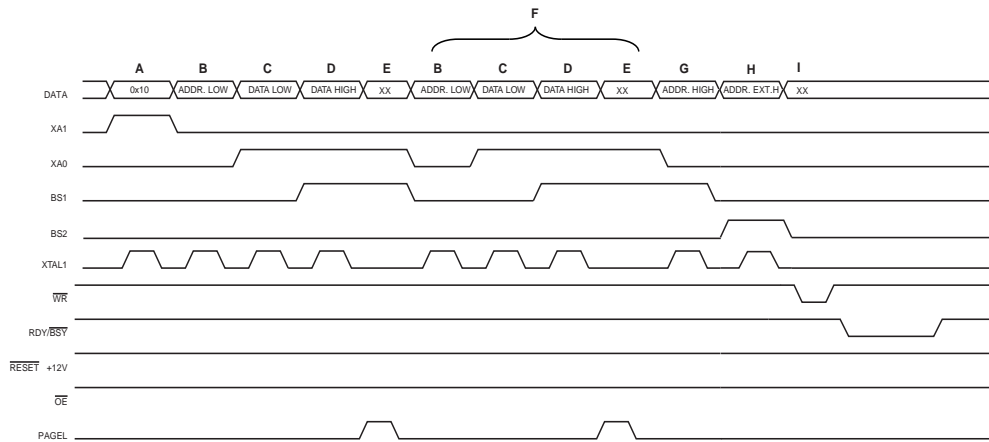 F
A B C D E B C D E G H I
DATA 0x10 ADDR. LOW DATA LOW DATA HIGH XX ADDR. LOW DATA LOW DATA HIGH XX ADDR. HIGH ADDR. EXT.H XX
XA1
XA0
BS1
BS2
XTAL1
WR
RDY/BSY
RESET +12V
OE
PAGEL